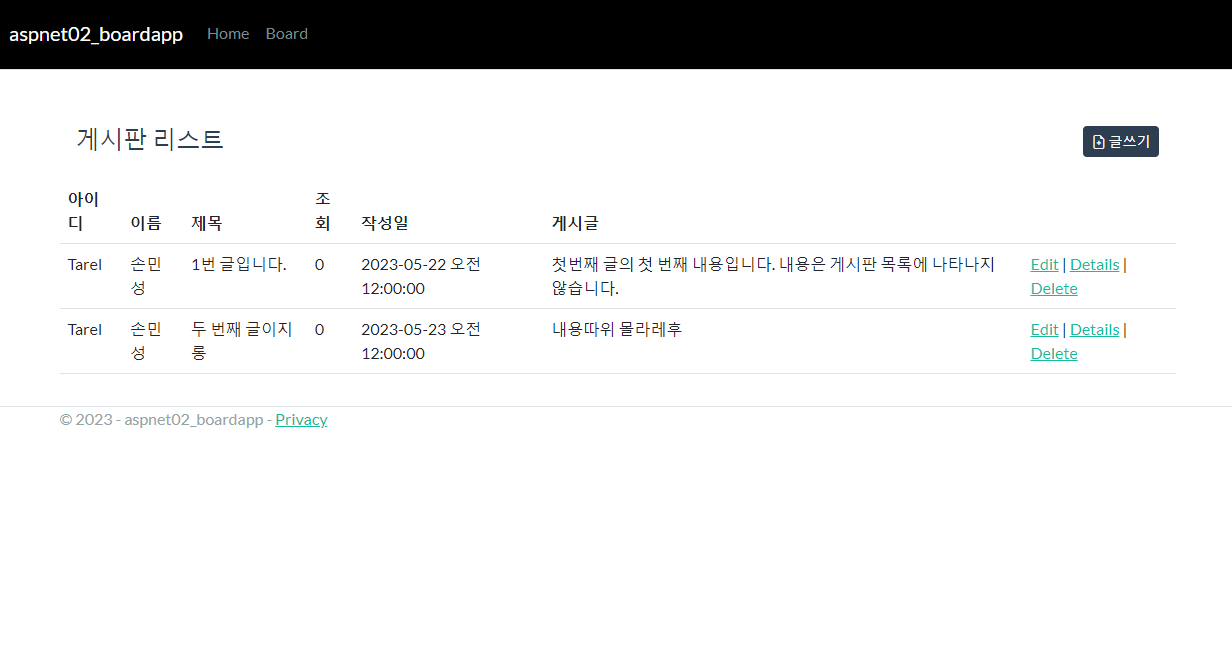 aspnet02_boardapp Home Board
게시판 리스트 글쓰기
아이디 이름 제목 조회 작성일 게시글
Tarel 손민성 1번 글입니다. 0 2023-05-22 오전 12:00:00 첫번째 글의 첫 번째 내용입니다. 내용은 게시판 목록에 나타나지 않습니다. Edit | Details | Delete
Tarel 손민성 두 번째 글이지롱 0 2023-05-23 오전 12:00:00 내용따위 몰라레후 Edit | Details | Delete
© 2023 - aspnet02_boardapp - Privacy